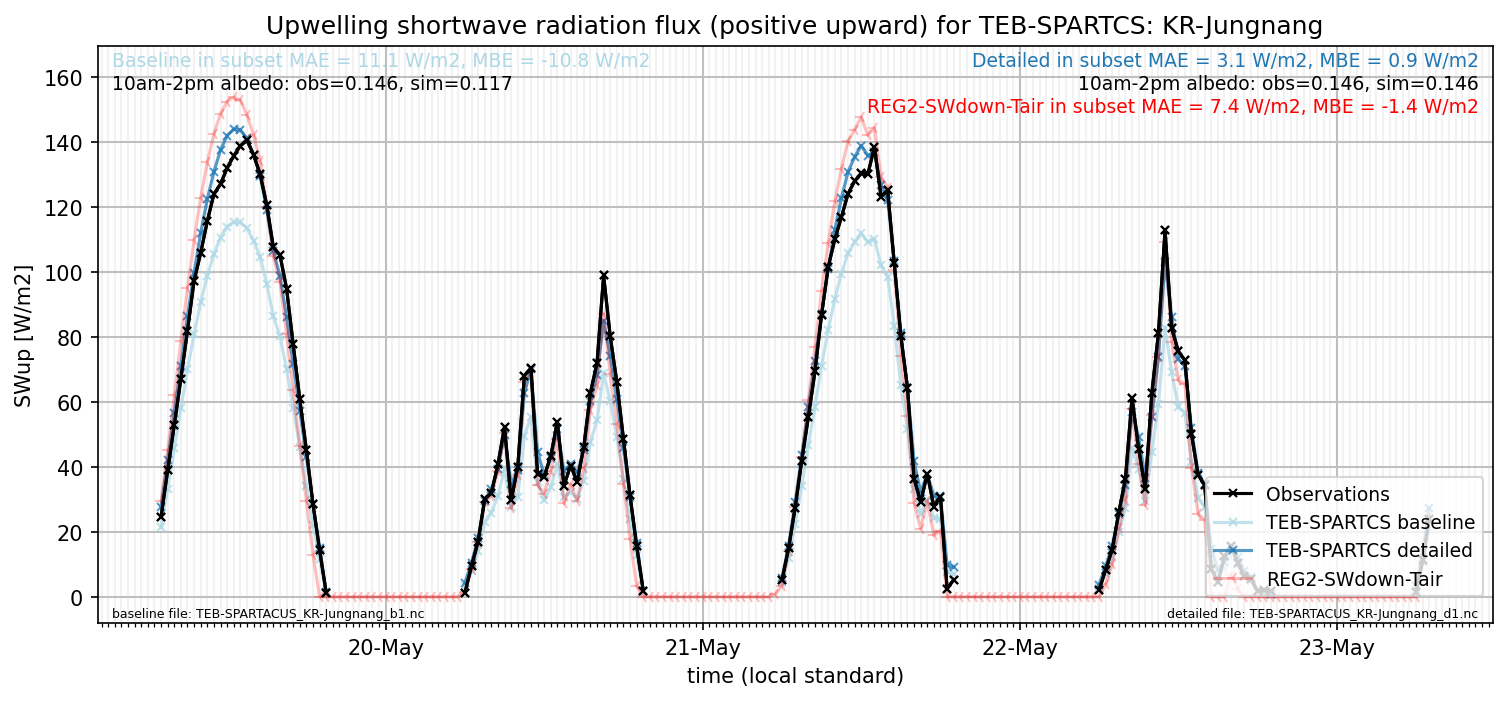 Upwelling shortwave radiation flux (positive upward) for TEB-SPARTCS: KR-Jungnang
Baseline in subset MAE = 11.1 W/m2, MBE = -10.8 W/m2
10am-2pm albedo: obs=0.146, sim=0.117
Detailed in subset MAE = 3.1 W/m2, MBE = 0.9 W/m2
10am-2pm albedo: obs=0.146, sim=0.146
REG2-SWdown-Tair in subset MAE = 7.4 W/m2, MBE = -1.4 W/m2
SWup [W/m2]
160
140
120
100
80
60
40
20
0
Observations
TEB-SPARTCS baseline
TEB-SPARTCS detailed
REG2-SWdown-Tair
baseline file: TEB-SPARTACUS_KR-Jungnang_b1.nc
detailed file: TEB-SPARTACUS_KR-Jungnang_d1.nc
20-May
21-May
22-May
23-May
time (local standard)